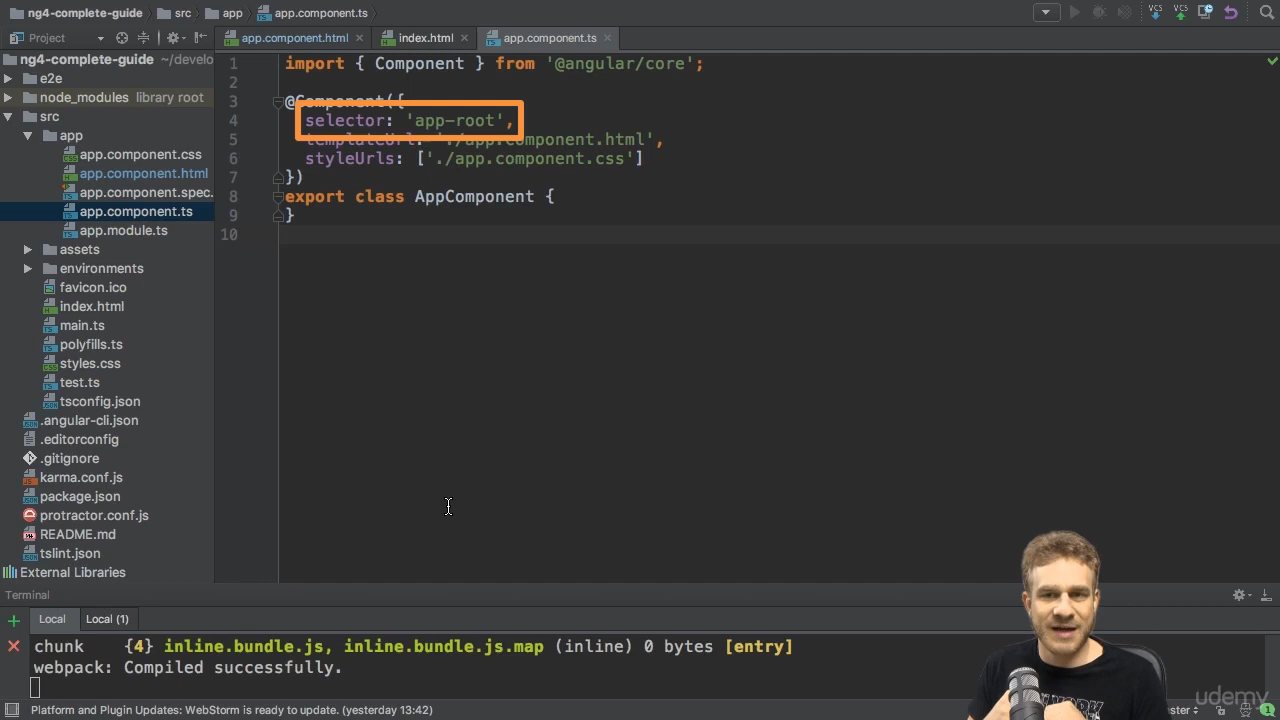 ng4-complete-guide src app app.component.ts
Project
app.component.html index.html app.component.ts
ng4-complete-guide ~/develo
e2e
node_modules library root
src
app
app.component.css
app.component.html
app.component.spec.
app.component.ts
app.module.ts
assets
environments
favicon.ico
index.html
main.ts
polyfills.ts
styles.css
test.ts
tsconfig.json
.angular-cli.json
.editorconfig
.gitignore
karma.conf.js
package.json
protractor.conf.js
README.md
tslint.json
External Libraries
1 import { Component } from '@angular/core';
2
3 @Component({
4 selector: 'app-root',
5 templateUrl: './app.component.html',
6 styleUrls: ['./app.component.css']
7 })
8 export class AppComponent {
9 }
10
VCS VCS
Terminal
Local Local (1)
chunk {4} inline.bundle.js, inline.bundle.js.map (inline) 0 bytes [entry]
webpack: Compiled successfully.
udemy
Platform and Plugin Updates: WebStorm is ready to update. (yesterday 13:42)
ster
1